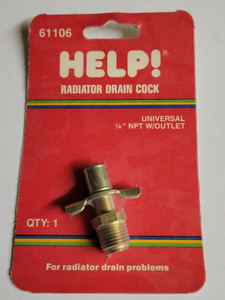 61106
HELP!®
RADIATOR DRAIN COCK
UNIVERSAL
¼" NPT W/OUTLET
QTY: 1
For radiator drain problems